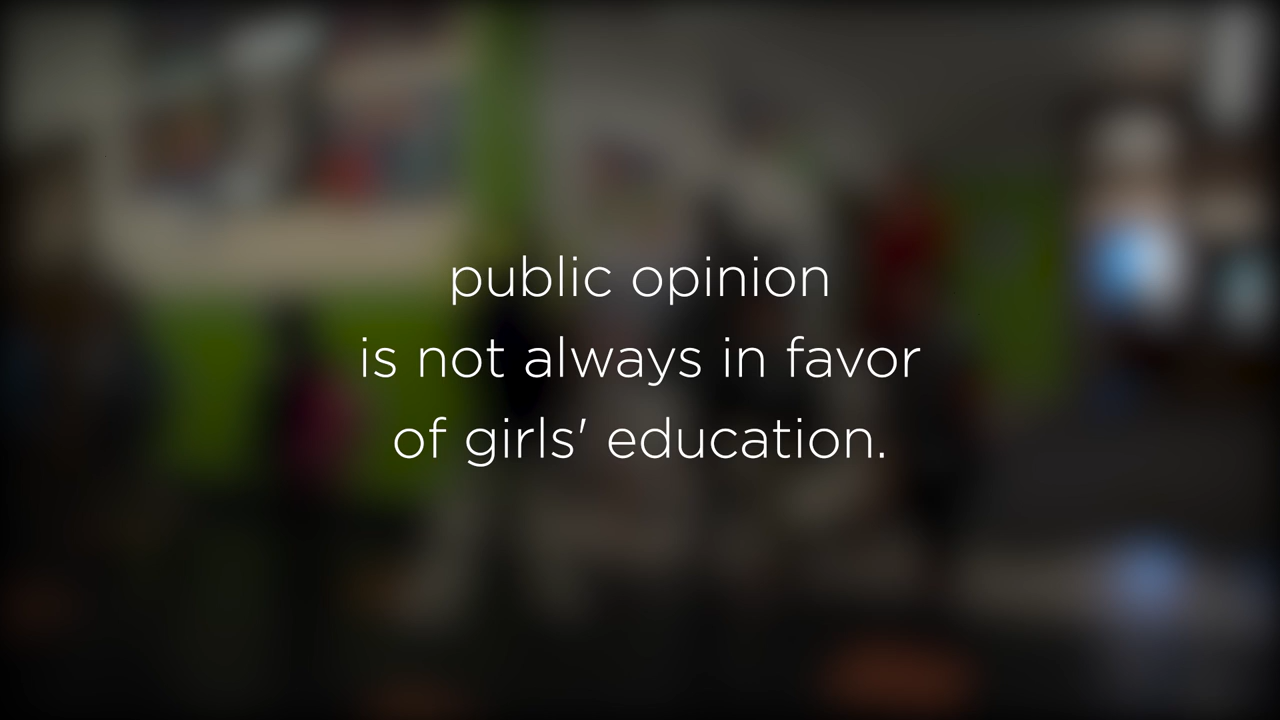 public opinion
is not always in favor
of girls' education.